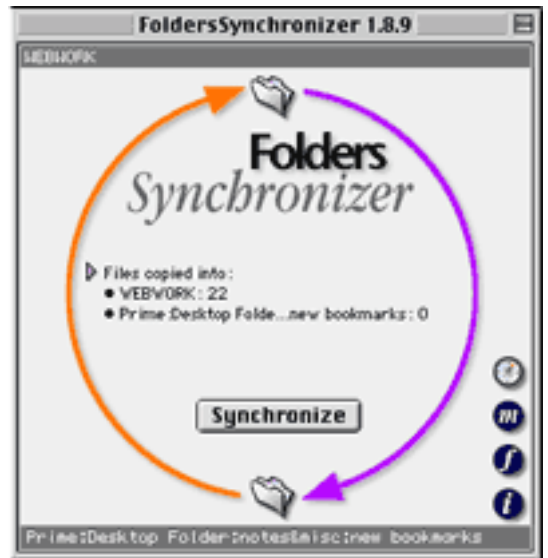 FoldersSynchronizer 1.8.9
WEBWORK
Folders
Synchronizer
Files copied into:
• WEBWORK: 22
• Prime:Desktop Folde...new bookmarks: 0
Synchronize
m
f
i
Prime:Desktop Folder:notes&misc:new bookmarks